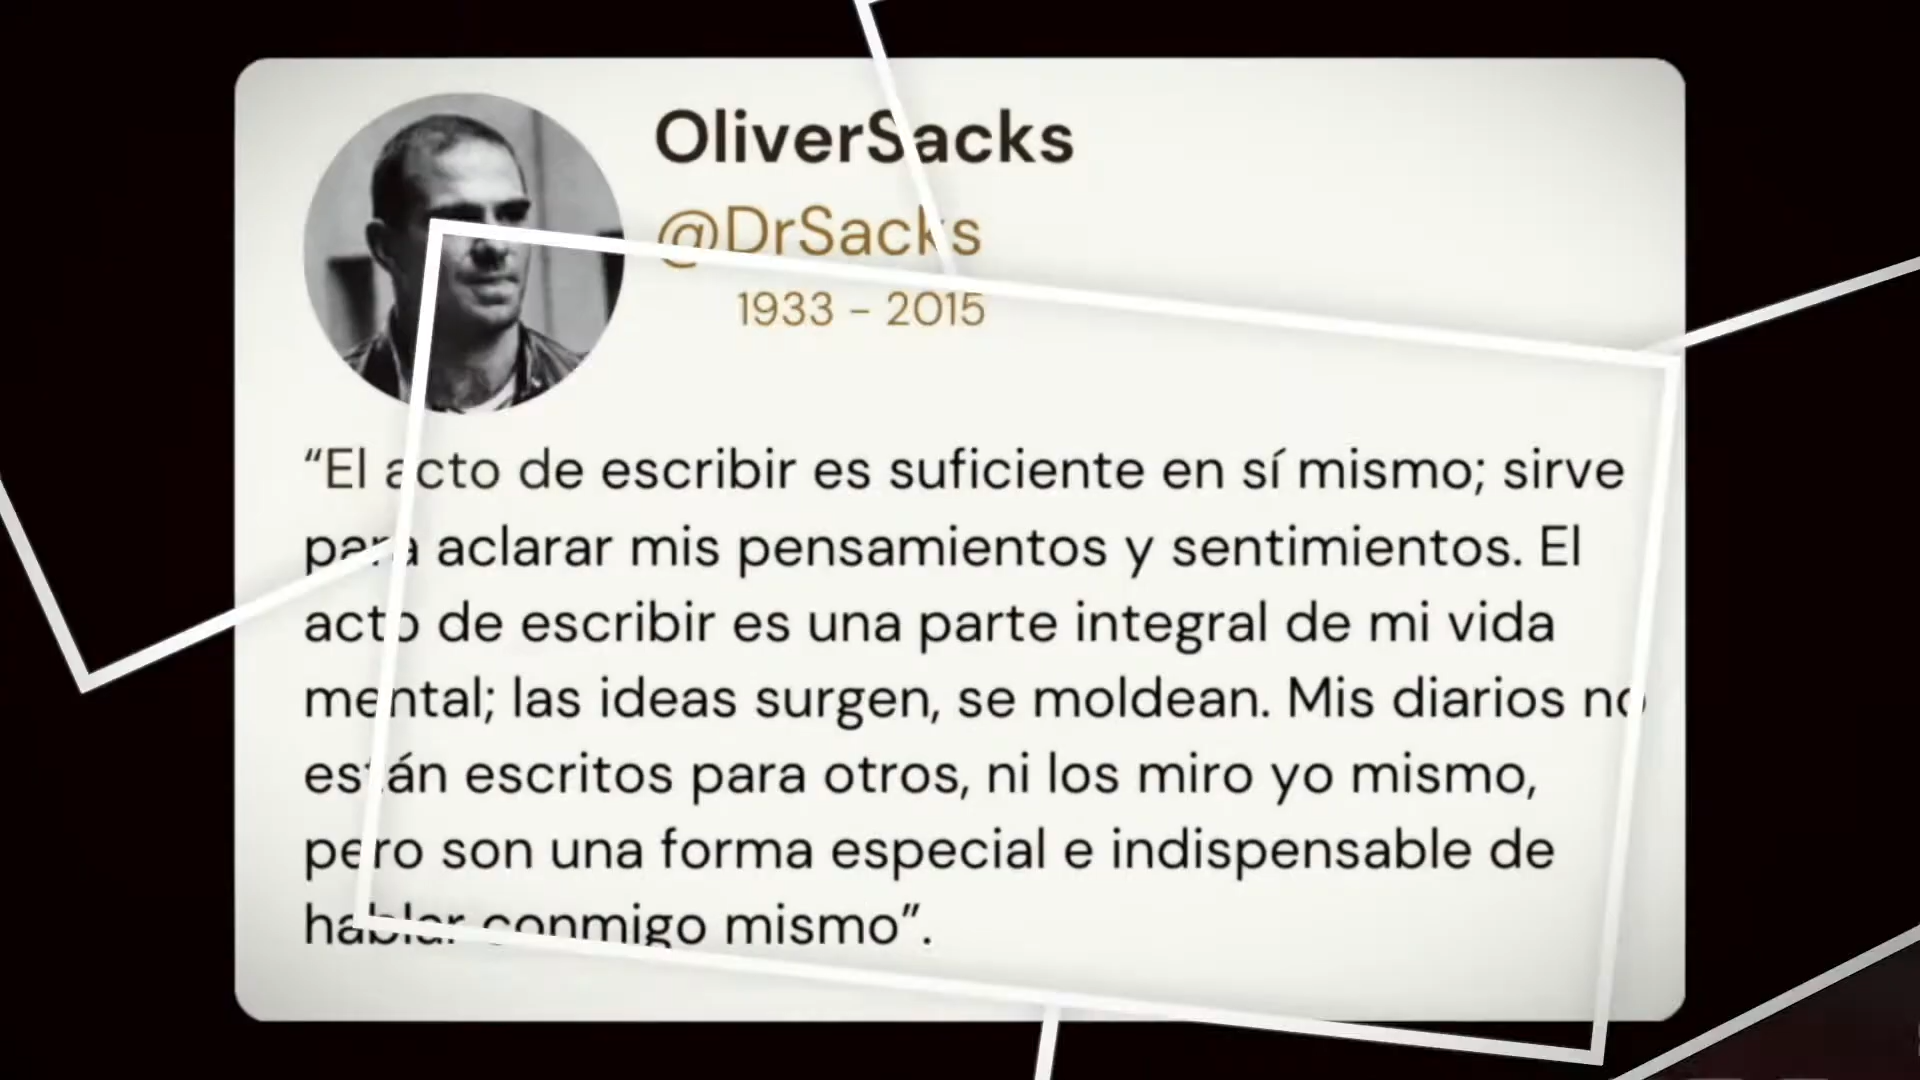 OliverSacks
@DrSacks
1933 - 2015
“El acto de escribir es suficiente en sí mismo; sirve
para aclarar mis pensamientos y sentimientos. El
acto de escribir es una parte integral de mi vida
mental; las ideas surgen, se moldean. Mis diarios no
están escritos para otros, ni los miro yo mismo,
pero son una forma especial e indispensable de
hablar conmigo mismo”.